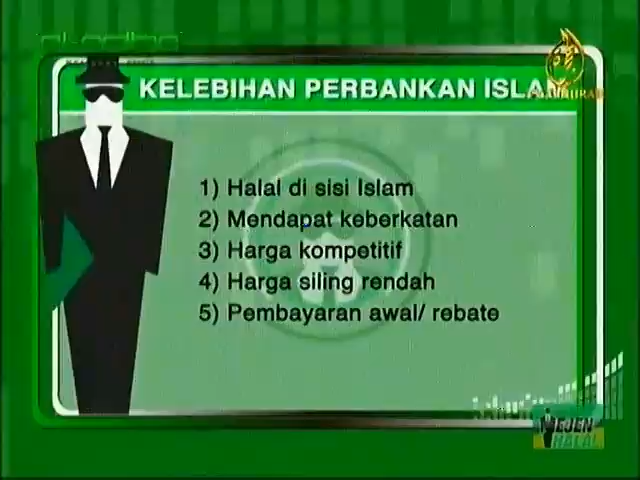 KELEBIHAN PERBANKAN ISLAM
1) Halal di sisi Islam
2) Mendapat keberkatan
3) Harga kompetitif
4) Harga siling rendah
5) Pembayaran awal/ rebate
EJEN
HALAL